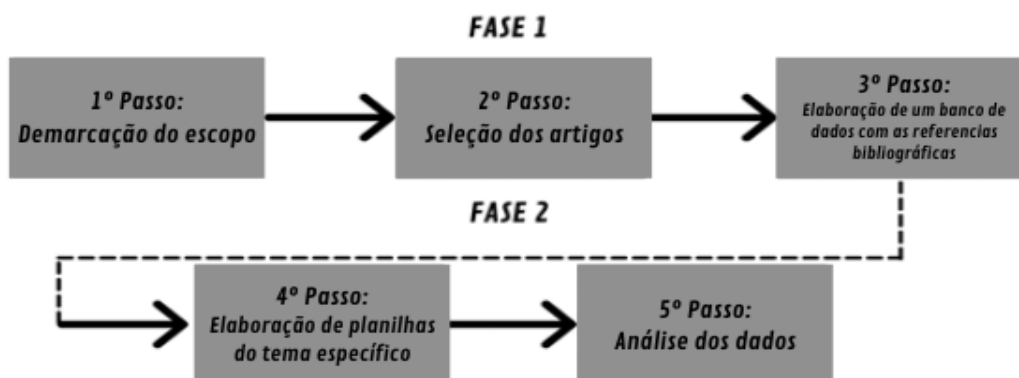 FASE 1
1º Passo:
Demarcação do escopo
2º Passo:
Seleção dos artigos
3º Passo:
Elaboração de um banco de
dados com as referencias
bibliográficas
FASE 2
4º Passo:
Elaboração de planilhas
do tema específico
5º Passo:
Análise dos dados